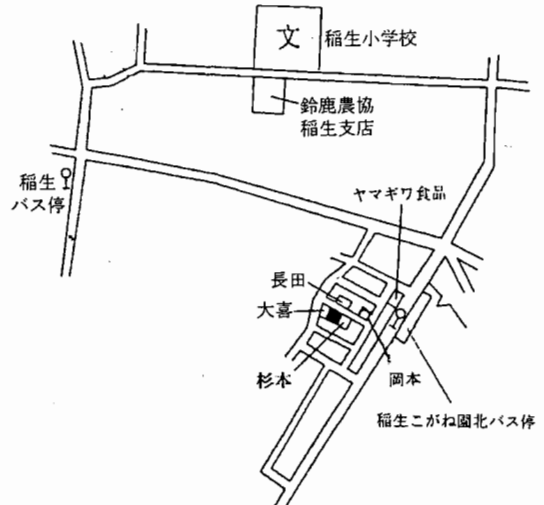 文 稲生小学校
鈴鹿農協
稲生支店
稲生
バス停
ヤマギワ食品
長田
大喜
杉本
岡本
稲生こがね園北バス停